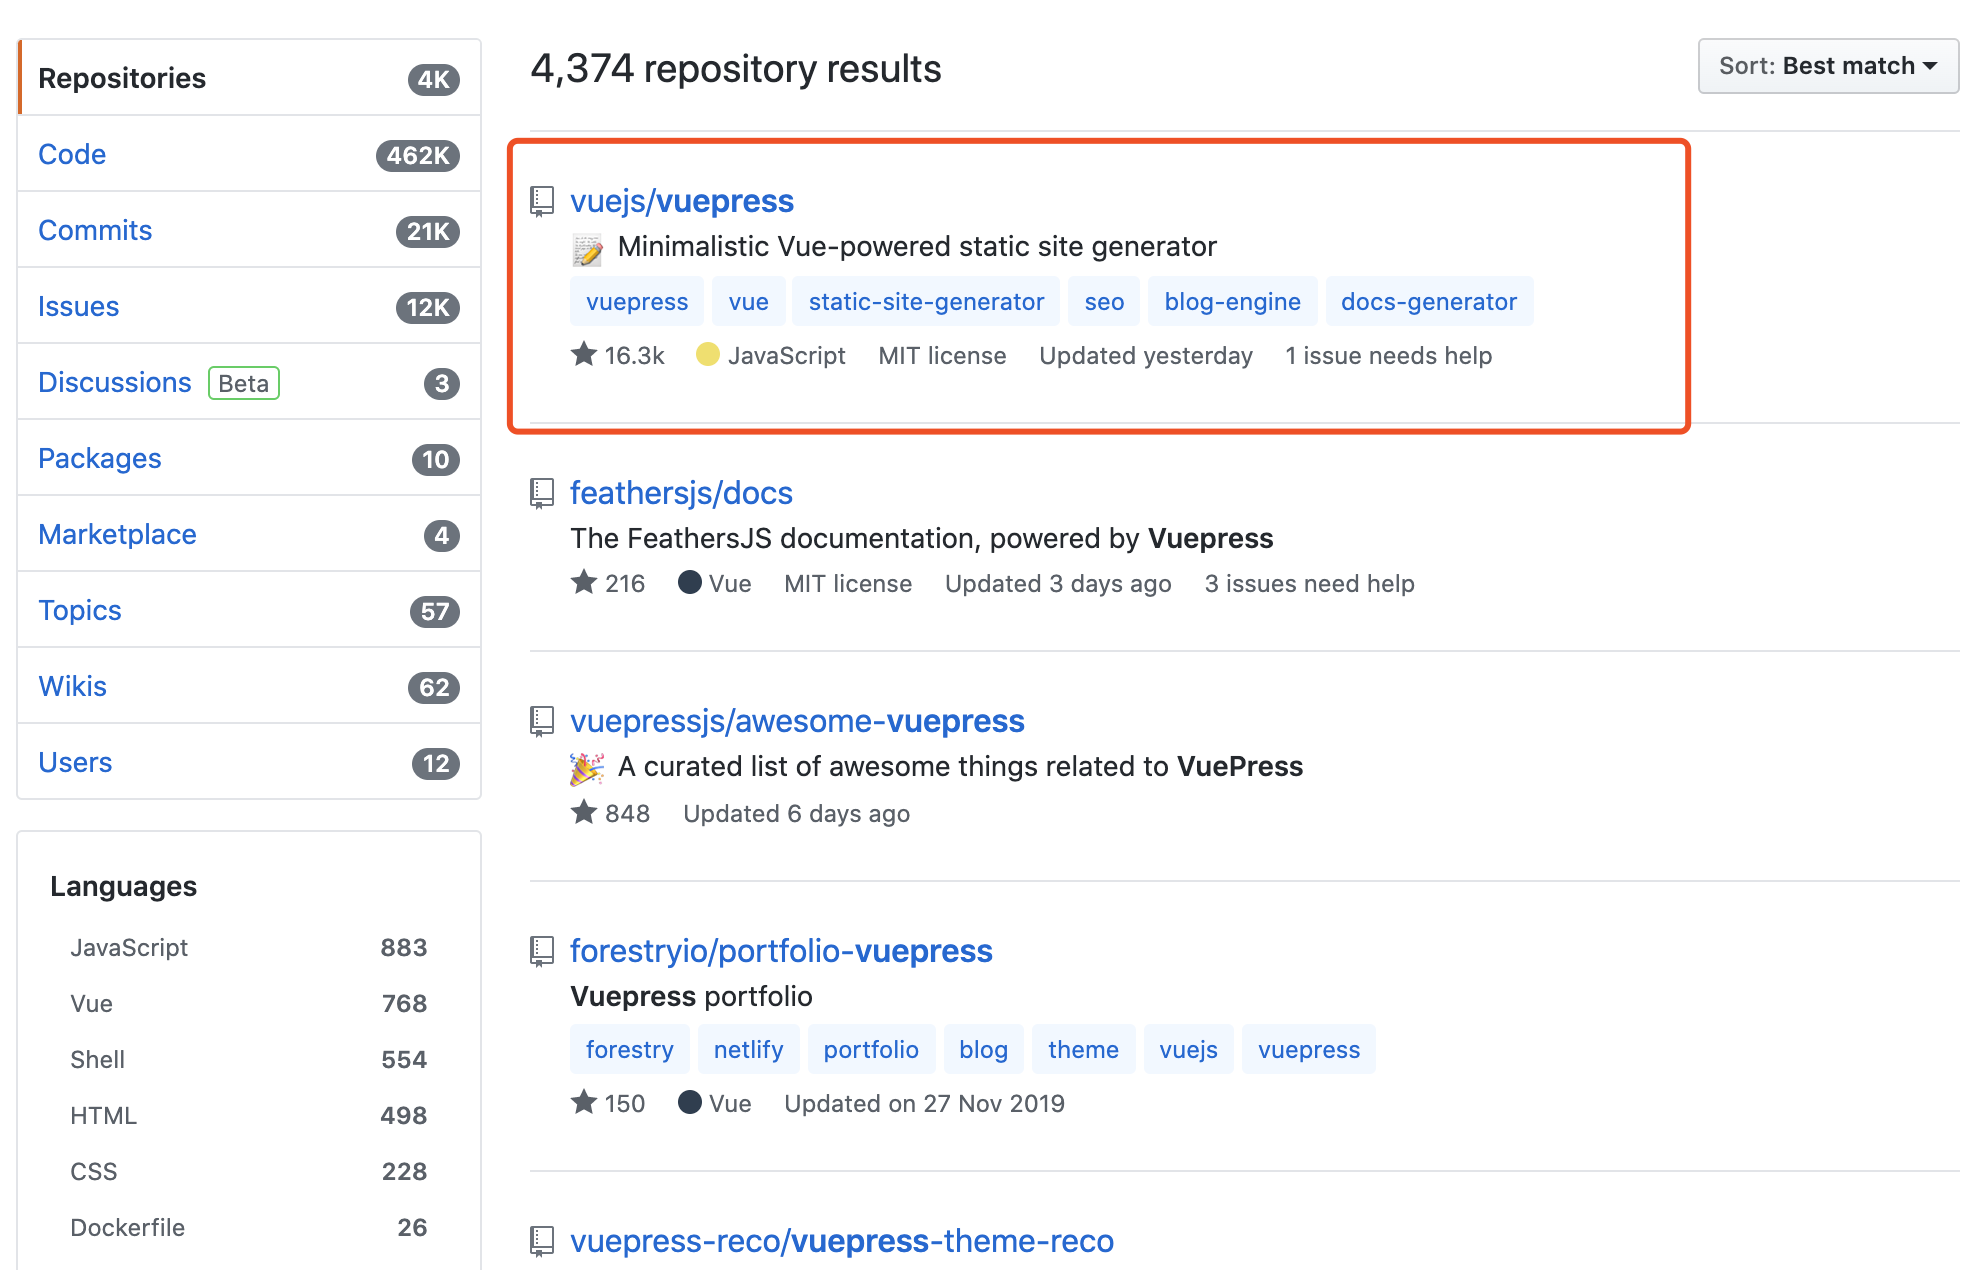 Repositories 4K
Code 462K
Commits 21K
Issues 12K
Discussions Beta 3
Packages 10
Marketplace 4
Topics 57
Wikis 62
Users 12
Languages
JavaScript 883
Vue 768
Shell 554
HTML 498
CSS 228
Dockerfile 26
4,374 repository results
Sort: Best match
vuejs/vuepress
Minimalistic Vue-powered static site generator
vuepress vue static-site-generator seo blog-engine docs-generator
16.3k JavaScript MIT license Updated yesterday 1 issue needs help
feathersjs/docs
The FeathersJS documentation, powered by Vuepress
216 Vue MIT license Updated 3 days ago 3 issues need help
vuepressjs/awesome-vuepress
A curated list of awesome things related to VuePress
848 Updated 6 days ago
forestryio/portfolio-vuepress
Vuepress portfolio
forestry netlify portfolio blog theme vuejs vuepress
150 Vue Updated on 27 Nov 2019
vuepress-reco/vuepress-theme-reco